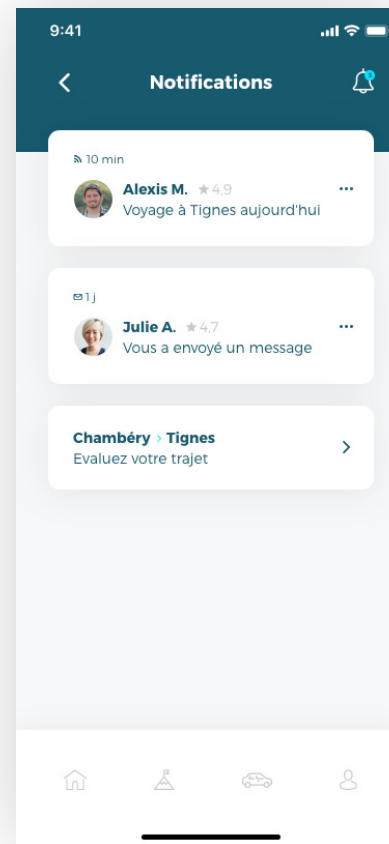 9:41
Notifications
10 min
Alexis M. ★ 4,9
Voyage à Tignes aujourd'hui
1 j
Julie A. ★ 4,7
Vous a envoyé un message
Chambéry > Tignes
Evaluez votre trajet